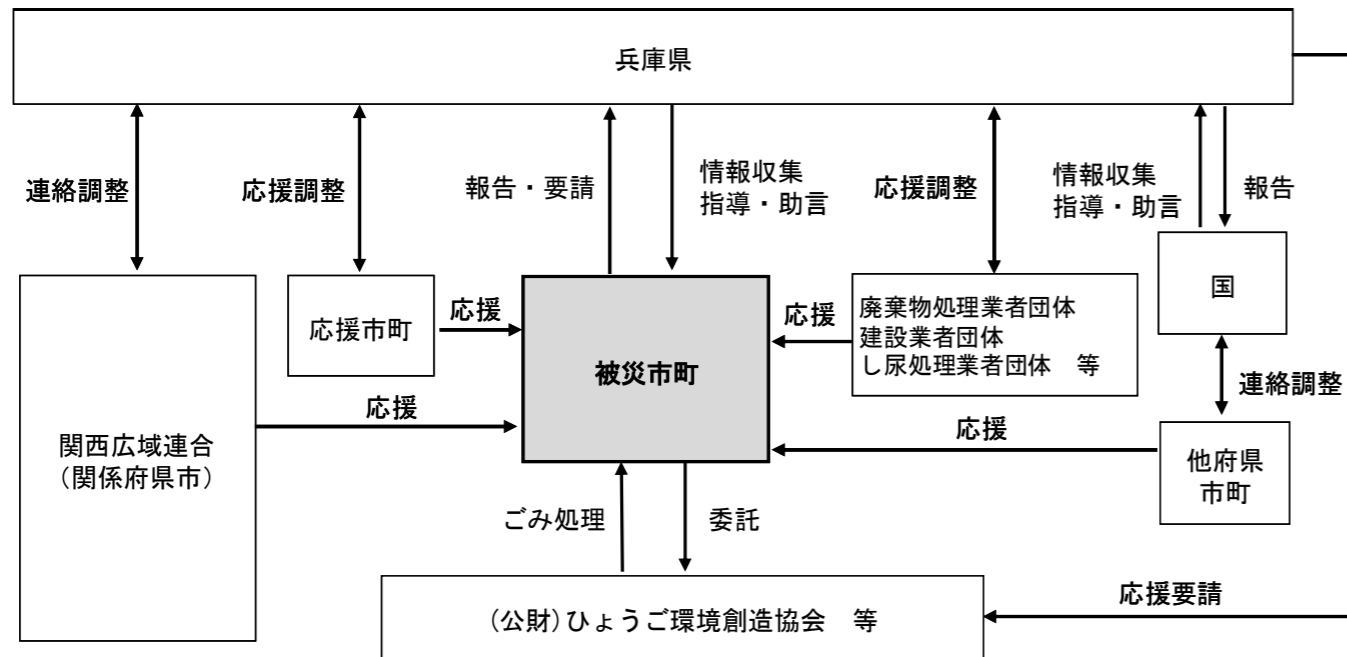 兵庫県
連絡調整
応援調整
報告・要請
情報収集
指導・助言
応援調整
情報収集
指導・助言
報告
関西広域連合
（関係府県市）
応援市町
応援
応援
被災市町
応援
廃棄物処理業者団体
建設業者団体
し尿処理業者団体　等
国
連絡調整
応援
他府県
市町
ごみ処理
委託
(公財)ひょうご環境創造協会　等
応援要請